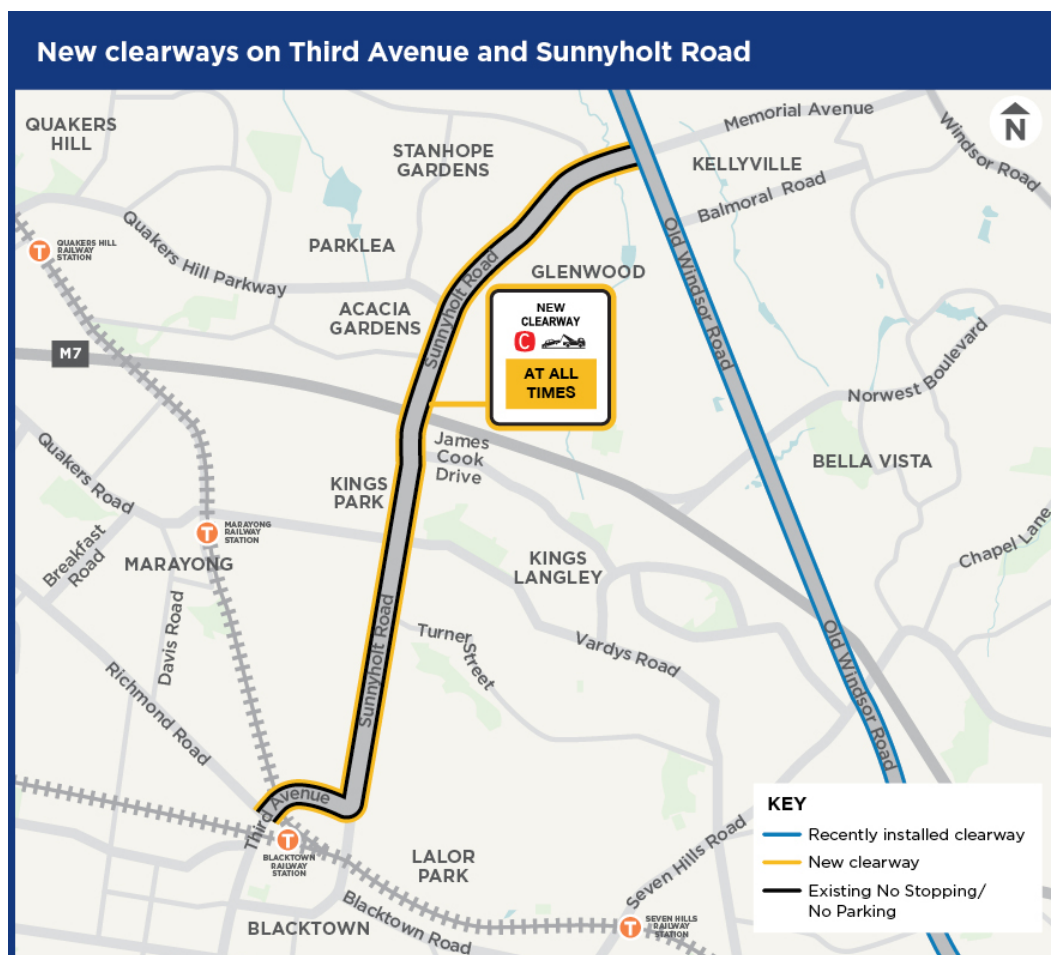 New clearways on Third Avenue and Sunnyholt Road
N
QUAKERS
HILL
STANHOPE
GARDENS
Memorial Avenue
KELLYVILLE
Windsor Road
Balmoral Road
T
QUAKERS HILL
RAILWAY
STATION
Quakers Hill Parkway
PARKLEA
Sunnyholt Road
GLENWOOD
Old Windsor Road
ACACIA
GARDENS
NEW
CLEARWAY
C
AT ALL
TIMES
M7
Norwest Boulevard
James
Cook
Drive
BELLA VISTA
Quakers Road
KINGS
PARK
T
MARAYONG
RAILWAY
STATION
Breakfast
Road
MARAYONG
KINGS
LANGLEY
Chapel Lane
Davis Road
Sunnyholt Road
Turner
Street
Vardys Road
Old Windsor Road
Richmond Road
Third Avenue
T
BLACKTOWN
RAILWAY
STATION
LALOR
PARK
Seven Hills Road
BLACKTOWN
Blacktown Road
T
SEVEN HILLS
RAILWAY
STATION
KEY
Recently installed clearway
New clearway
Existing No Stopping/
No Parking